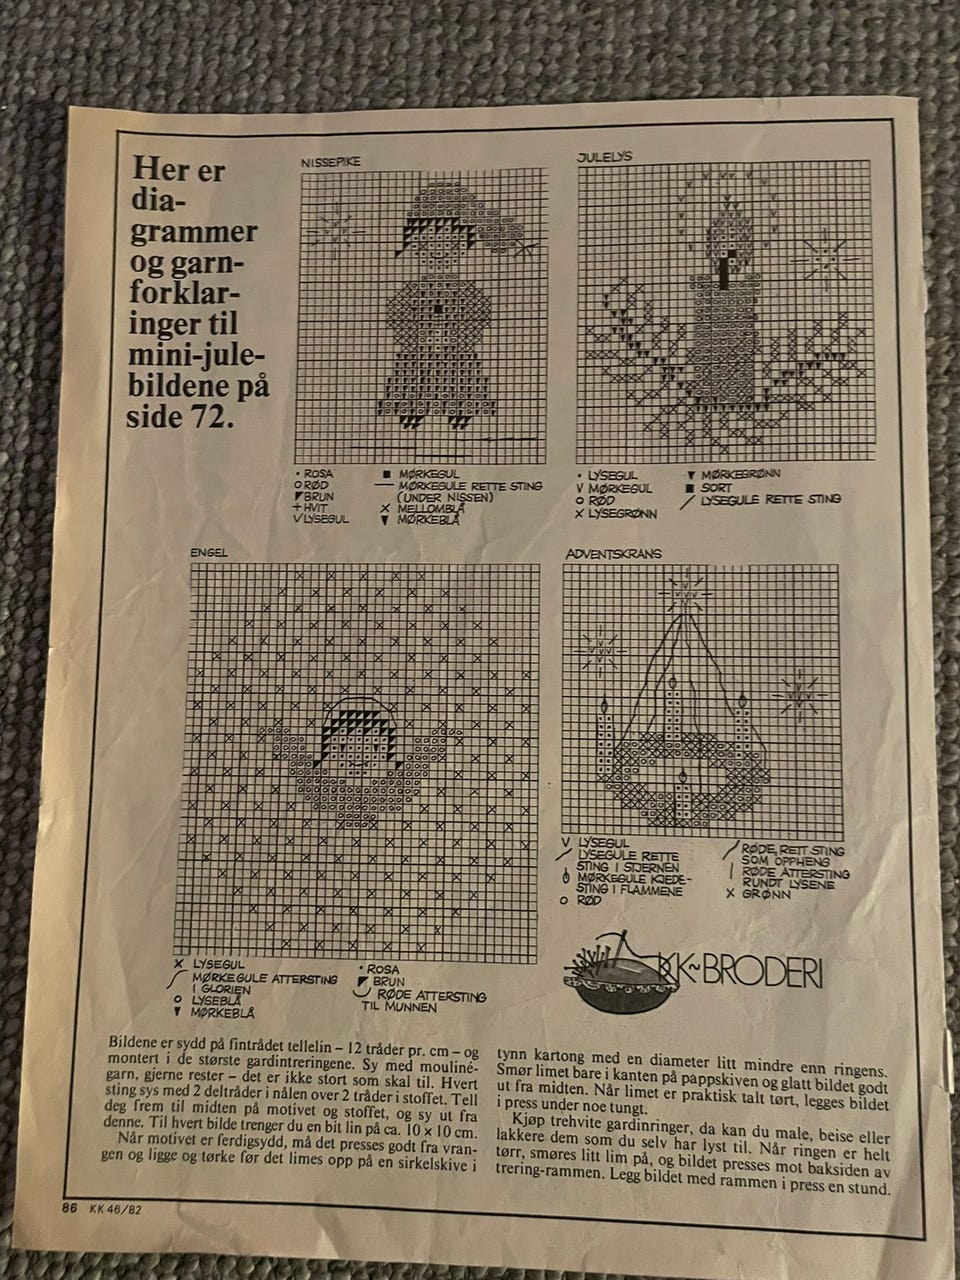 Her er
dia-
grammer
og garn-
forklar-
inger til
mini-jule-
bildene på
side 72.
NISSEPIKE
• ROSA
O RØD
BRUN
+ HVIT
V LYSEGUL
■ MØRKEGUL
— MØRKEGULE RETTE STING
(UNDER NISSEN)
X MELLOMBLÅ
▼ MØRKEBLÅ
JULELYS
• LYSEGUL
V MØRKEGUL
O RØD
X LYSEGRØNN
▼ MØRKEGRØNN
■ SORT
/ LYSEGULE RETTE STING
ENGEL
X LYSEGUL
MØRKEGULE ATTERSTING
I GLORIEN
O LYSEBLÅ
▼ MØRKEBLÅ
• ROSA
BRUN
RØDE ATTERSTING
TIL MUNNEN
ADVENTSKRANS
V LYSEGUL
/ LYSEGULE RETTE
STING I STJERNEN
MØRKEGULE KJEDE-
STING I FLAMMENE
O RØD
/ RØDE, RETT STING
SOM OPPHENG
| RØDE ATTERSTING
RUNDT LYSENE
X GRØNN
KK~BRODERI
Bildene er sydd på fintrådet tellelin – 12 tråder pr. cm – og
montert i de største gardintreringene. Sy med mouliné-
garn, gjerne rester – det er ikke stort som skal til. Hvert
sting sys med 2 deltråder i nålen over 2 tråder i stoffet. Tell
deg frem til midten på motivet og stoffet, og sy ut fra
denne. Til hvert bilde trenger du en bit lin på ca. 10 × 10 cm.
Når motivet er ferdigsydd, må det presses godt fra vran-
gen og ligge og tørke før det limes opp på en sirkelskive i
tynn kartong med en diameter litt mindre enn ringens.
Smør limet bare i kanten på pappskiven og glatt bildet godt
ut fra midten. Når limet er praktisk talt tørt, legges bildet
i press under noe tungt.
Kjøp trehvite gardinringer, da kan du male, beise eller
lakkere dem som du selv har lyst til. Når ringen er helt
tørr, smøres litt lim på, og bildet presses mot baksiden av
trering-rammen. Legg bildet med rammen i press en stund.
86 KK 46/82